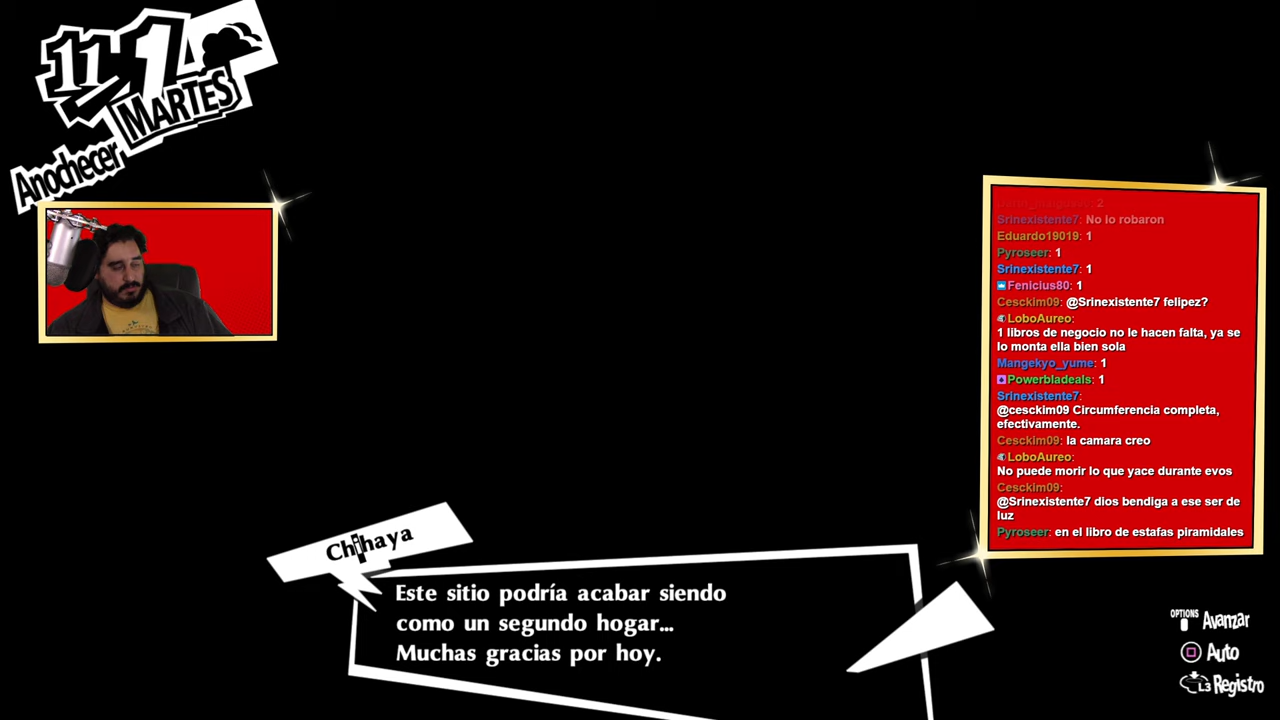 11/1
MARTES
Anochecer
2
Srinexistente7: No lo robaron
Eduardo19019: 1
Pyroseer: 1
Srinexistente7: 1
Fenicius80: 1
Cesckim09: @Srinexistente7 felipez?
LoboAureo:
1 libros de negocio no le hacen falta, ya se
lo monta ella bien sola
Mangekyo_yume: 1
Powerbladeals: 1
Srinexistente7:
@cesckim09 Circumferencia completa,
efectivamente.
Cesckim09: la camara creo
LoboAureo:
No puede morir lo que yace durante evos
Cesckim09:
@Srinexistente7 dios bendiga a ese ser de
luz
Pyroseer: en el libro de estafas piramidales
Chihaya
Este sitio podría acabar siendo
como un segundo hogar...
Muchas gracias por hoy.
OPTIONS Avanzar
Auto
L3 Registro